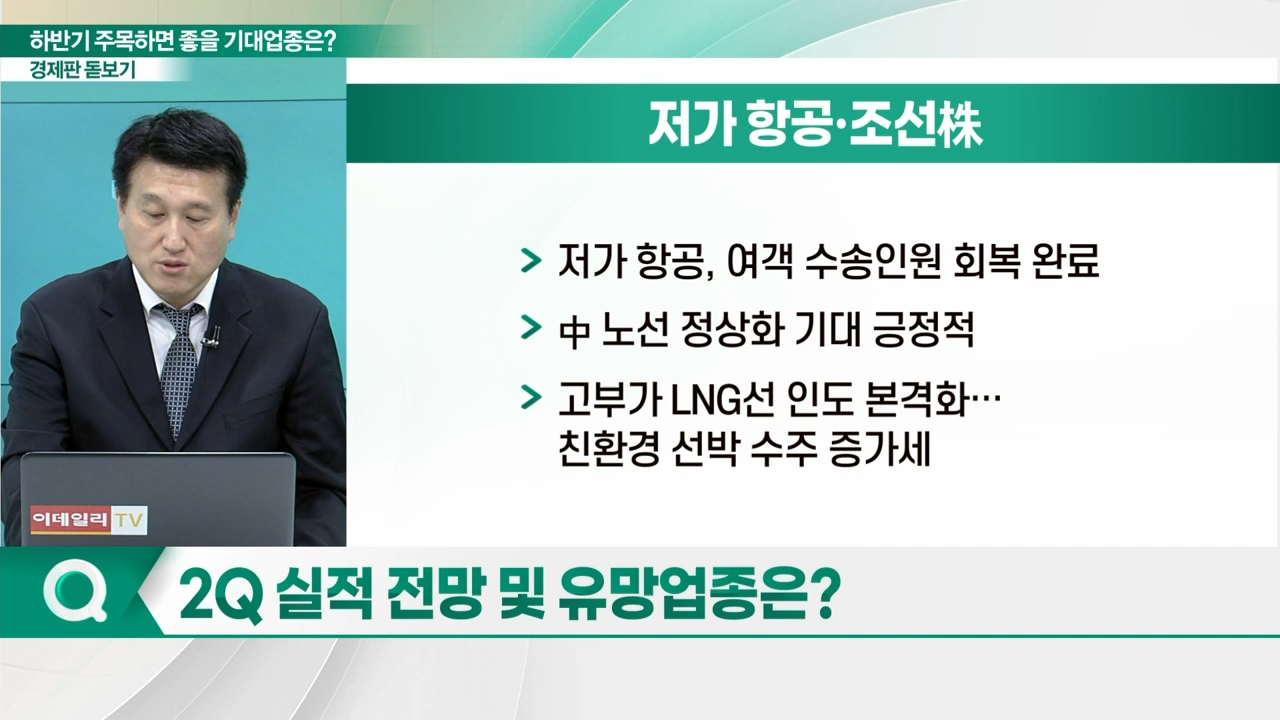 하반기 주목하면 좋을 기대업종은?
경제판 돋보기
저가 항공·조선株
> 저가 항공, 여객 수송인원 회복 완료
> 中 노선 정상화 기대 긍정적
> 고부가 LNG선 인도 본격화…
친환경 선박 수주 증가세
이데일리 TV
Q 2Q 실적 전망 및 유망업종은?